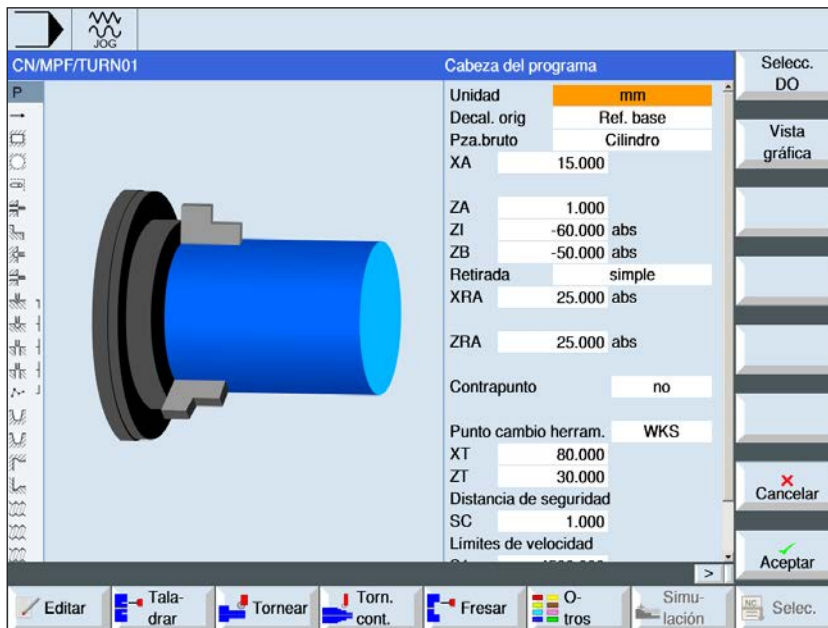 JOG
CN/MPF/TURN01
Cabeza del programa
P
Unidad mm
Decal. orig Ref. base
Pza.bruto Cilindro
XA 15.000
ZA 1.000
ZI -60.000 abs
ZB -50.000 abs
Retirada simple
XRA 25.000 abs
ZRA 25.000 abs
Contrapunto no
Punto cambio herram. WKS
XT 80.000
ZT 30.000
Distancia de seguridad
SC 1.000
Límites de velocidad
>
Selecc.
DO
Vista
gráfica
Cancelar
Aceptar
Editar
Tala-
drar
Tornear
Torn.
cont.
Fresar
O-
tros
Simu-
lación
NC
Selec.